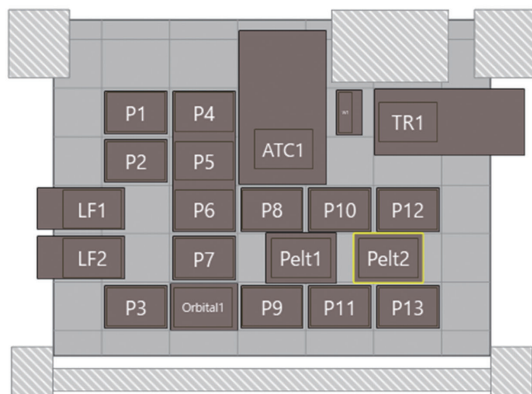 P1
P4
ATC1
TR1
P2
P5
LF1
P6
P8
P10
P12
LF2
P7
Pelt1
Pelt2
P3
Orbital1
P9
P11
P13